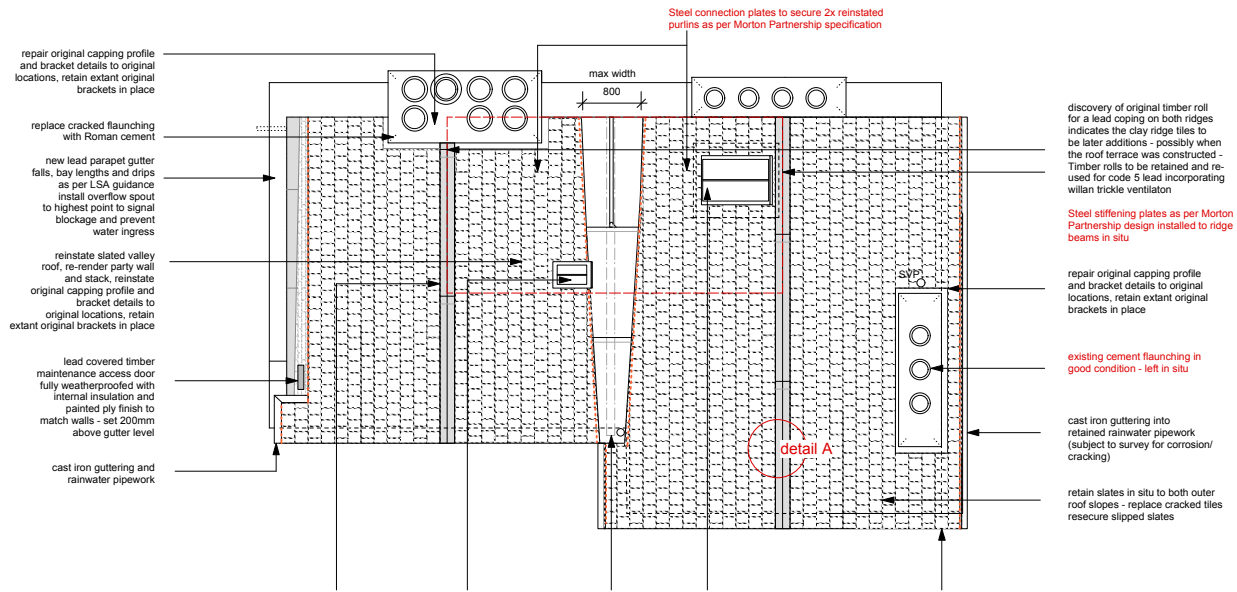 Steel connection plates to secure 2x reinstated
purlins as per Morton Partnership specification
repair original capping profile
and bracket details to original
locations, retain extant original
brackets in place
replace cracked flaunching
with Roman cement
new lead parapet gutter
falls, bay lengths and drips
as per LSA guidance
install overflow spout
to highest point to signal
blockage and prevent
water ingress
reinstate slated valley
roof, re-render party wall
and stack, reinstate
original capping profile and
bracket details to
original locations, retain
extant original brackets in place
lead covered timber
maintenance access door
fully weatherproofed with
internal insulation and
painted ply finish to
match walls - set 200mm
above gutter level
cast iron guttering and
rainwater pipework
max width
800
SVP
detail A
discovery of original timber roll
for a lead coping on both ridges
indicates the clay ridge tiles to
be later additions - possibly when
the roof terrace was constructed -
Timber rolls to be retained and re-
used for code 5 lead incorporating
willan trickle ventilaton
Steel stiffening plates as per Morton
Partnership design installed to ridge
beams in situ
repair original capping profile
and bracket details to original
locations, retain extant original
brackets in place
existing cement flaunching in
good condition - left in situ
cast iron guttering into
retained rainwater pipework
(subject to survey for corrosion/
cracking)
retain slates in situ to both outer
roof slopes - replace cracked tiles
resecure slipped slates